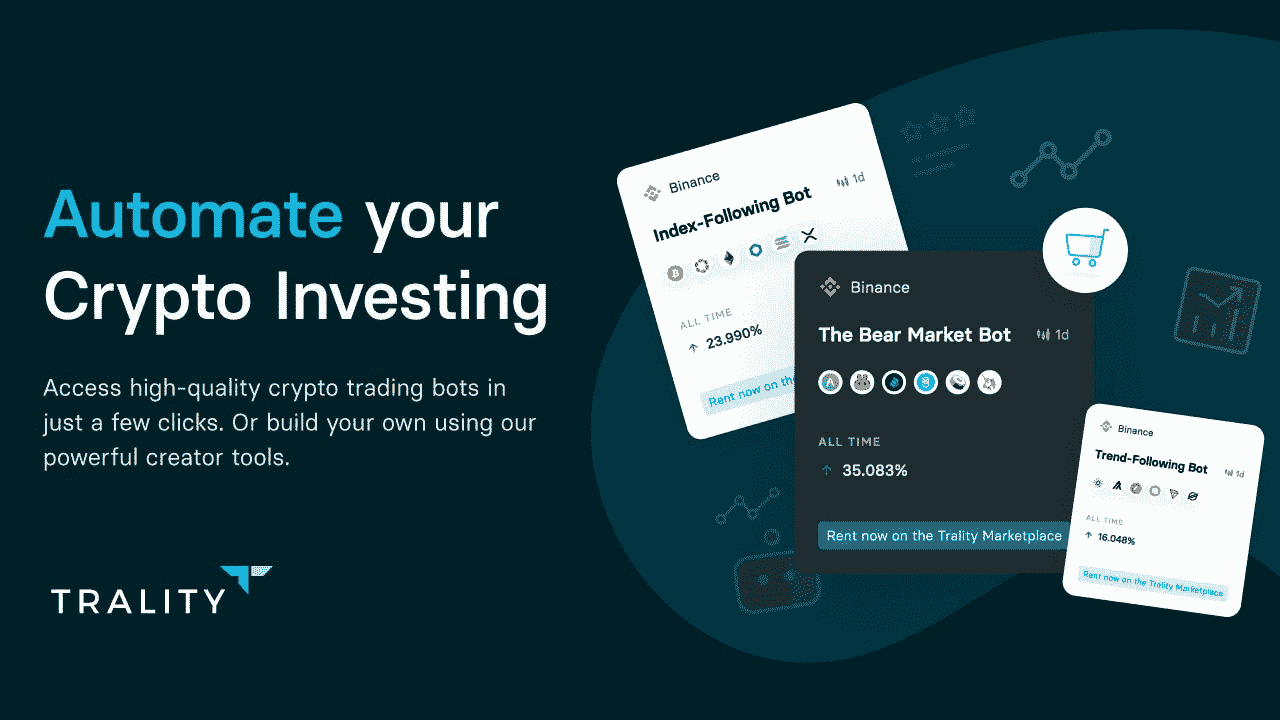 Automate your
Crypto Investing
Access high-quality crypto trading bots in
just a few clicks. Or build your own using our
powerful creator tools.
TRALITY
Binance
1d
Index-Following Bot
ALL TIME
↑ 23.990%
Rent now on the
Binance
The Bear Market Bot
1d
ALL TIME
↑ 35.083%
Rent now on the Trality Marketplace
Binance
Trend-Following Bot
1d
ALL TIME
↑ 16.048%
Rent now on the Trality Marketplace